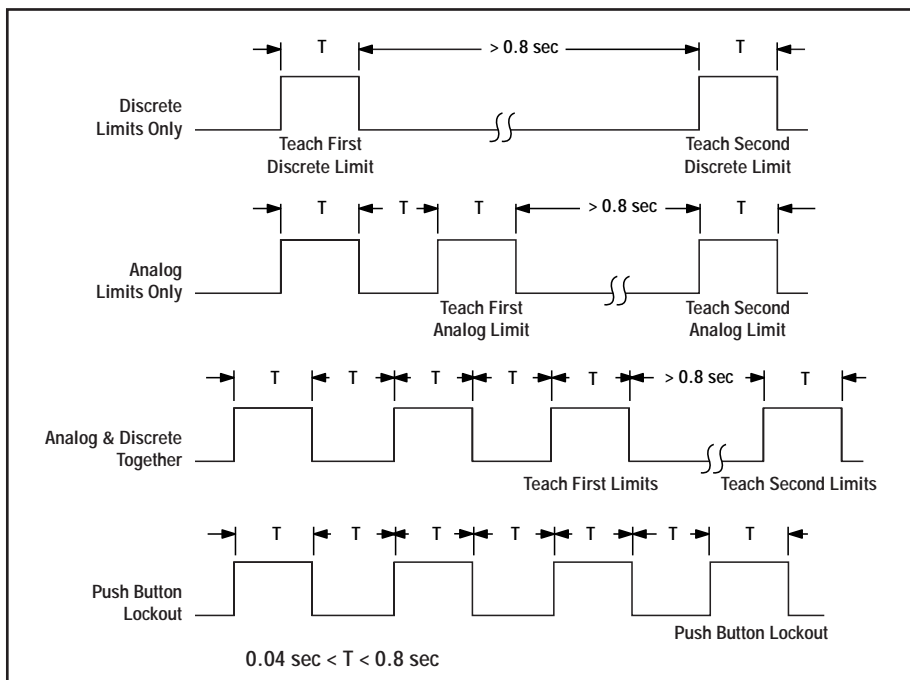 T > 0.8 sec T
Discrete
Limits Only
Teach First
Discrete Limit
Teach Second
Discrete Limit
T T T > 0.8 sec T
Analog
Limits Only
Teach First
Analog Limit
Teach Second
Analog Limit
T T T T T > 0.8 sec T
Analog & Discrete
Together
Teach First Limits Teach Second Limits
T T T T T T T
Push Button
Lockout
Push Button Lockout
0.04 sec < T < 0.8 sec